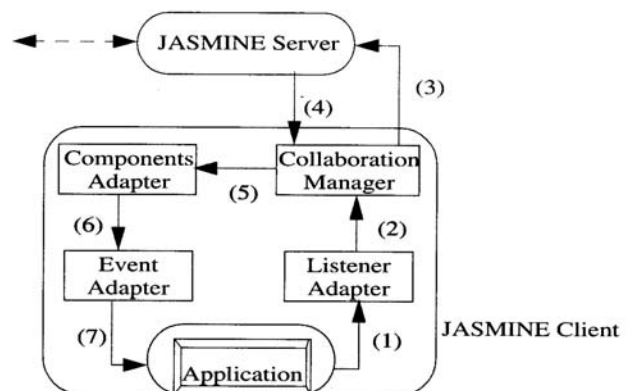 JASMINE Server
(3)
(4)
Components
Adapter
Collaboration
Manager
(5)
(6)
(2)
Event
Adapter
Listener
Adapter
(7)
(1)
JASMINE Client
Application